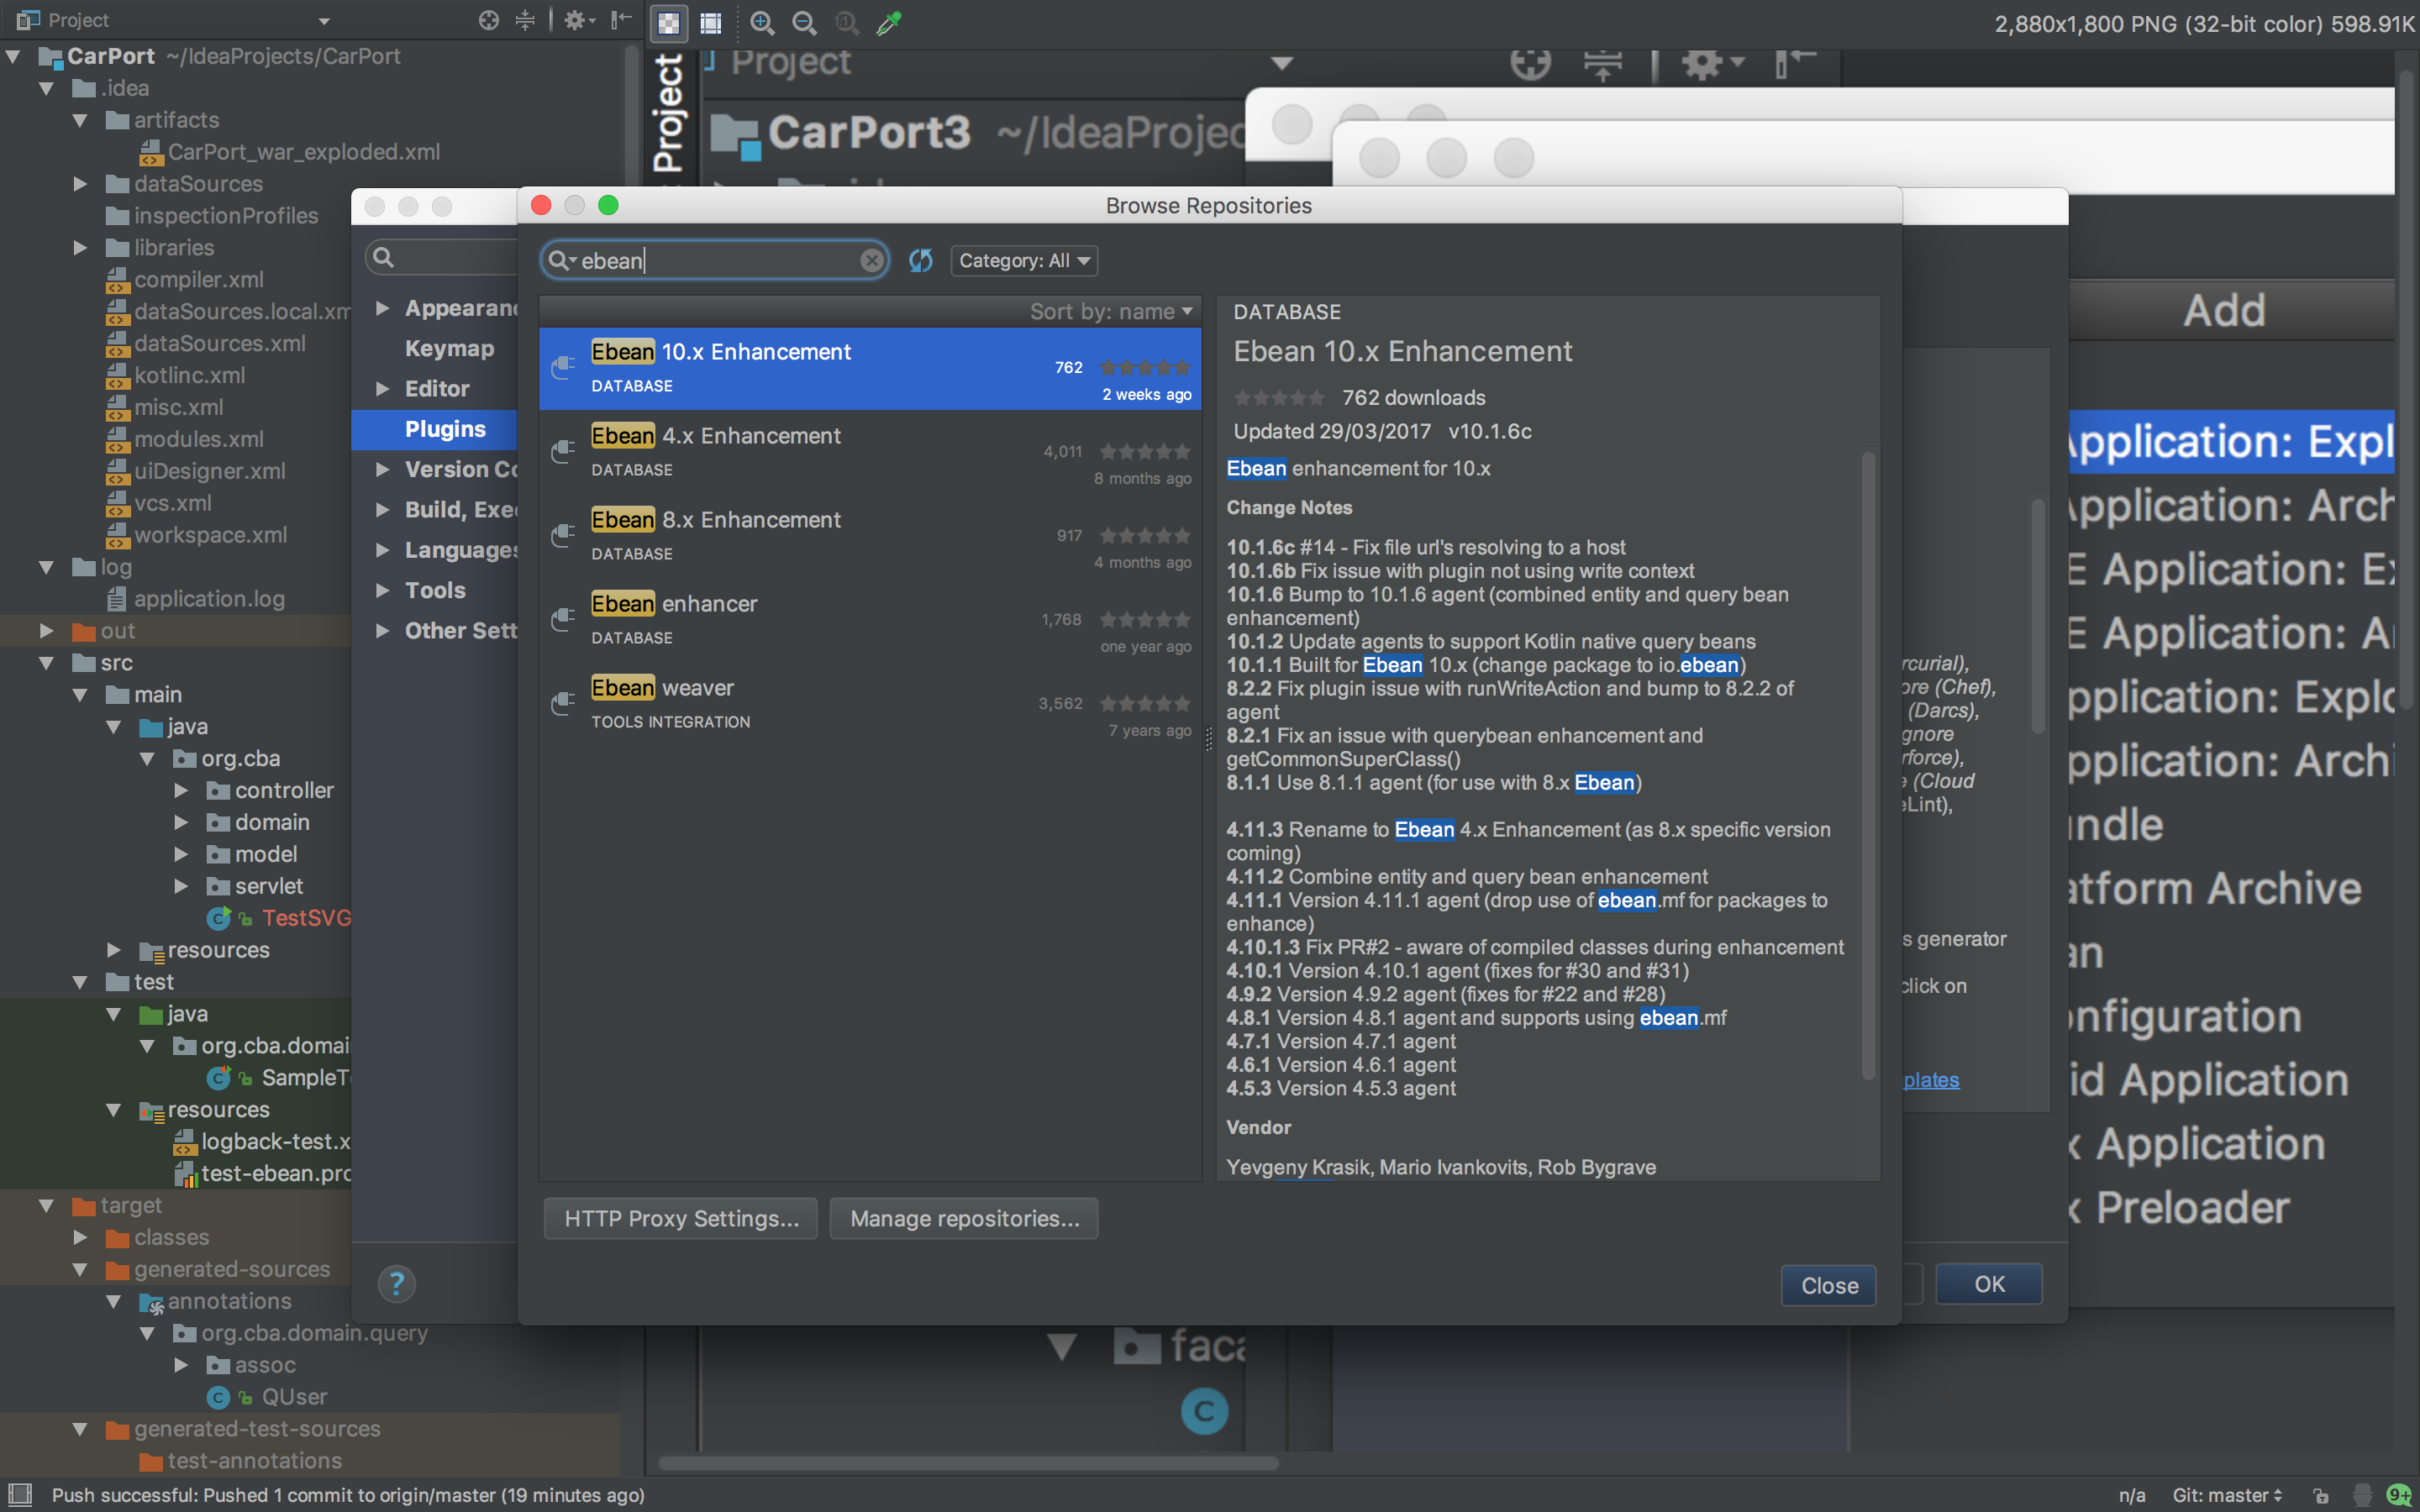 Project
2,880x1,800 PNG (32-bit color) 598.91K
CarPort ~/IdeaProjects/CarPort
.idea
artifacts
CarPort_war_exploded.xml
dataSources
inspectionProfiles
libraries
compiler.xml
dataSources.local.xm
dataSources.xml
kotlinc.xml
misc.xml
modules.xml
uiDesigner.xml
vcs.xml
workspace.xml
log
application.log
out
src
main
java
org.cba
controller
domain
model
servlet
TestSVG
resources
test
java
org.cba.domai
SampleT
resources
logback-test.x
test-ebean.pro
target
classes
generated-sources
annotations
org.cba.domain.query
assoc
QUser
generated-test-sources
test-annotations
Project
Project
CarPort3 ~/IdeaProjec
Appearan
Keymap
Editor
Plugins
Version Co
Build, Exe
Languages
Tools
Other Sett
?
Browse Repositories
ebean
Category: All
Sort by: name
Ebean 10.x Enhancement
762
DATABASE
2 weeks ago
Ebean 4.x Enhancement
4,011
DATABASE
8 months ago
Ebean 8.x Enhancement
917
DATABASE
4 months ago
Ebean enhancer
1,768
DATABASE
one year ago
Ebean weaver
3,562
TOOLS INTEGRATION
7 years ago
DATABASE
Ebean 10.x Enhancement
762 downloads
Updated 29/03/2017 v10.1.6c
Ebean enhancement for 10.x
Change Notes
10.1.6c #14 - Fix file url's resolving to a host
10.1.6b Fix issue with plugin not using write context
10.1.6 Bump to 10.1.6 agent (combined entity and query bean
enhancement)
10.1.2 Update agents to support Kotlin native query beans
10.1.1 Built for Ebean 10.x (change package to io.ebean)
8.2.2 Fix plugin issue with runWriteAction and bump to 8.2.2 of
agent
8.2.1 Fix an issue with querybean enhancement and
getCommonSuperClass()
8.1.1 Use 8.1.1 agent (for use with 8.x Ebean)
4.11.3 Rename to Ebean 4.x Enhancement (as 8.x specific version
coming)
4.11.2 Combine entity and query bean enhancement
4.11.1 Version 4.11.1 agent (drop use of ebean.mf for packages to
enhance)
4.10.1.3 Fix PR#2 - aware of compiled classes during enhancement
4.10.1 Version 4.10.1 agent (fixes for #30 and #31)
4.9.2 Version 4.9.2 agent (fixes for #22 and #28)
4.8.1 Version 4.8.1 agent and supports using ebean.mf
4.7.1 Version 4.7.1 agent
4.6.1 Version 4.6.1 agent
4.5.3 Version 4.5.3 agent
Vendor
Yevgeny Krasik, Mario Ivankovits, Rob Bygrave
HTTP Proxy Settings...
Manage repositories...
Close
OK
rcurial),
ore (Chef),
(Darcs),
gnore
rforce),
(Cloud
eLint),
s generator
click on
plates
Add
Application: Expl
Application: Arch
E Application: Ex
E Application: Ar
pplication: Explo
pplication: Archi
undle
atform Archive
an
onfiguration
id Application
x Application
x Preloader
faca
C
Push successful: Pushed 1 commit to origin/master (19 minutes ago)
n/a
Git: master
9+